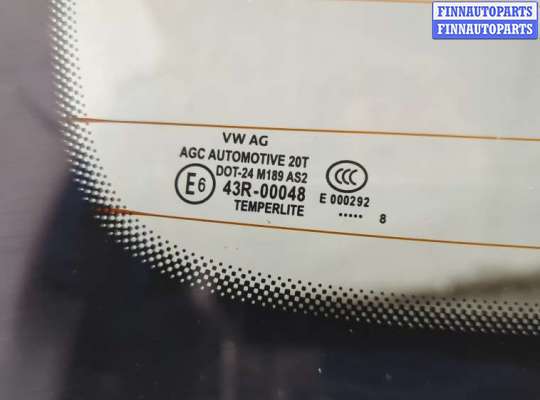 FINNAUTOPARTS
FINNAUTOPARTS
VW AG
AGC AUTOMOTIVE 20T
DOT-24 M189 AS2
E6 43R-00048
TEMPERLITE
CCC
E 000292
..... 8